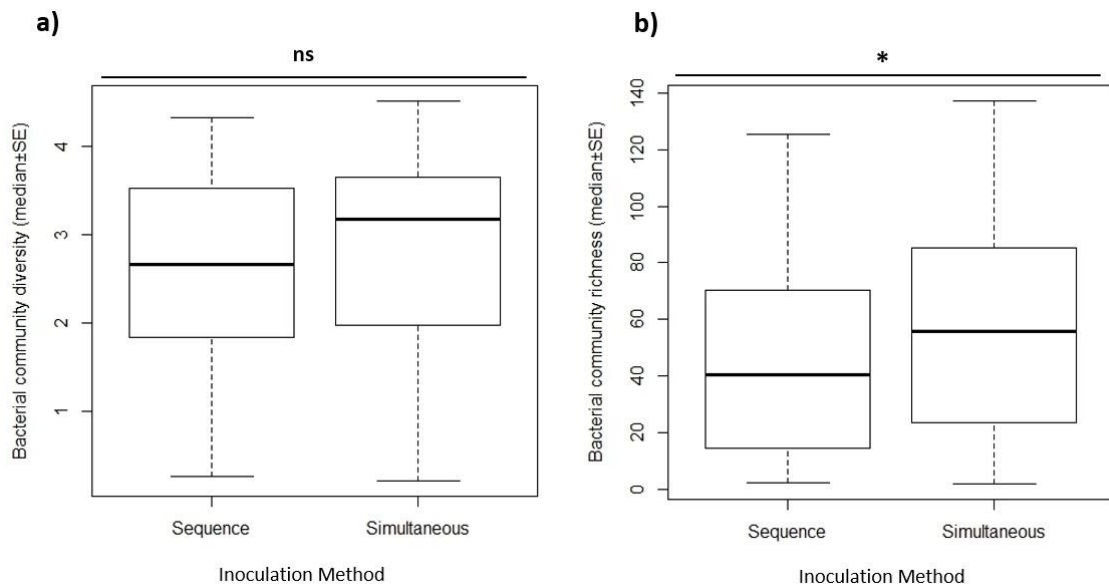 a)
ns
Bacterial community diversity (median±SE)
4
3
2
1
Sequence
Simultaneous
Inoculation Method
b)
*
Bacterial community richness (median±SE)
140
120
100
80
60
40
20
0
Sequence
Simultaneous
Inoculation Method